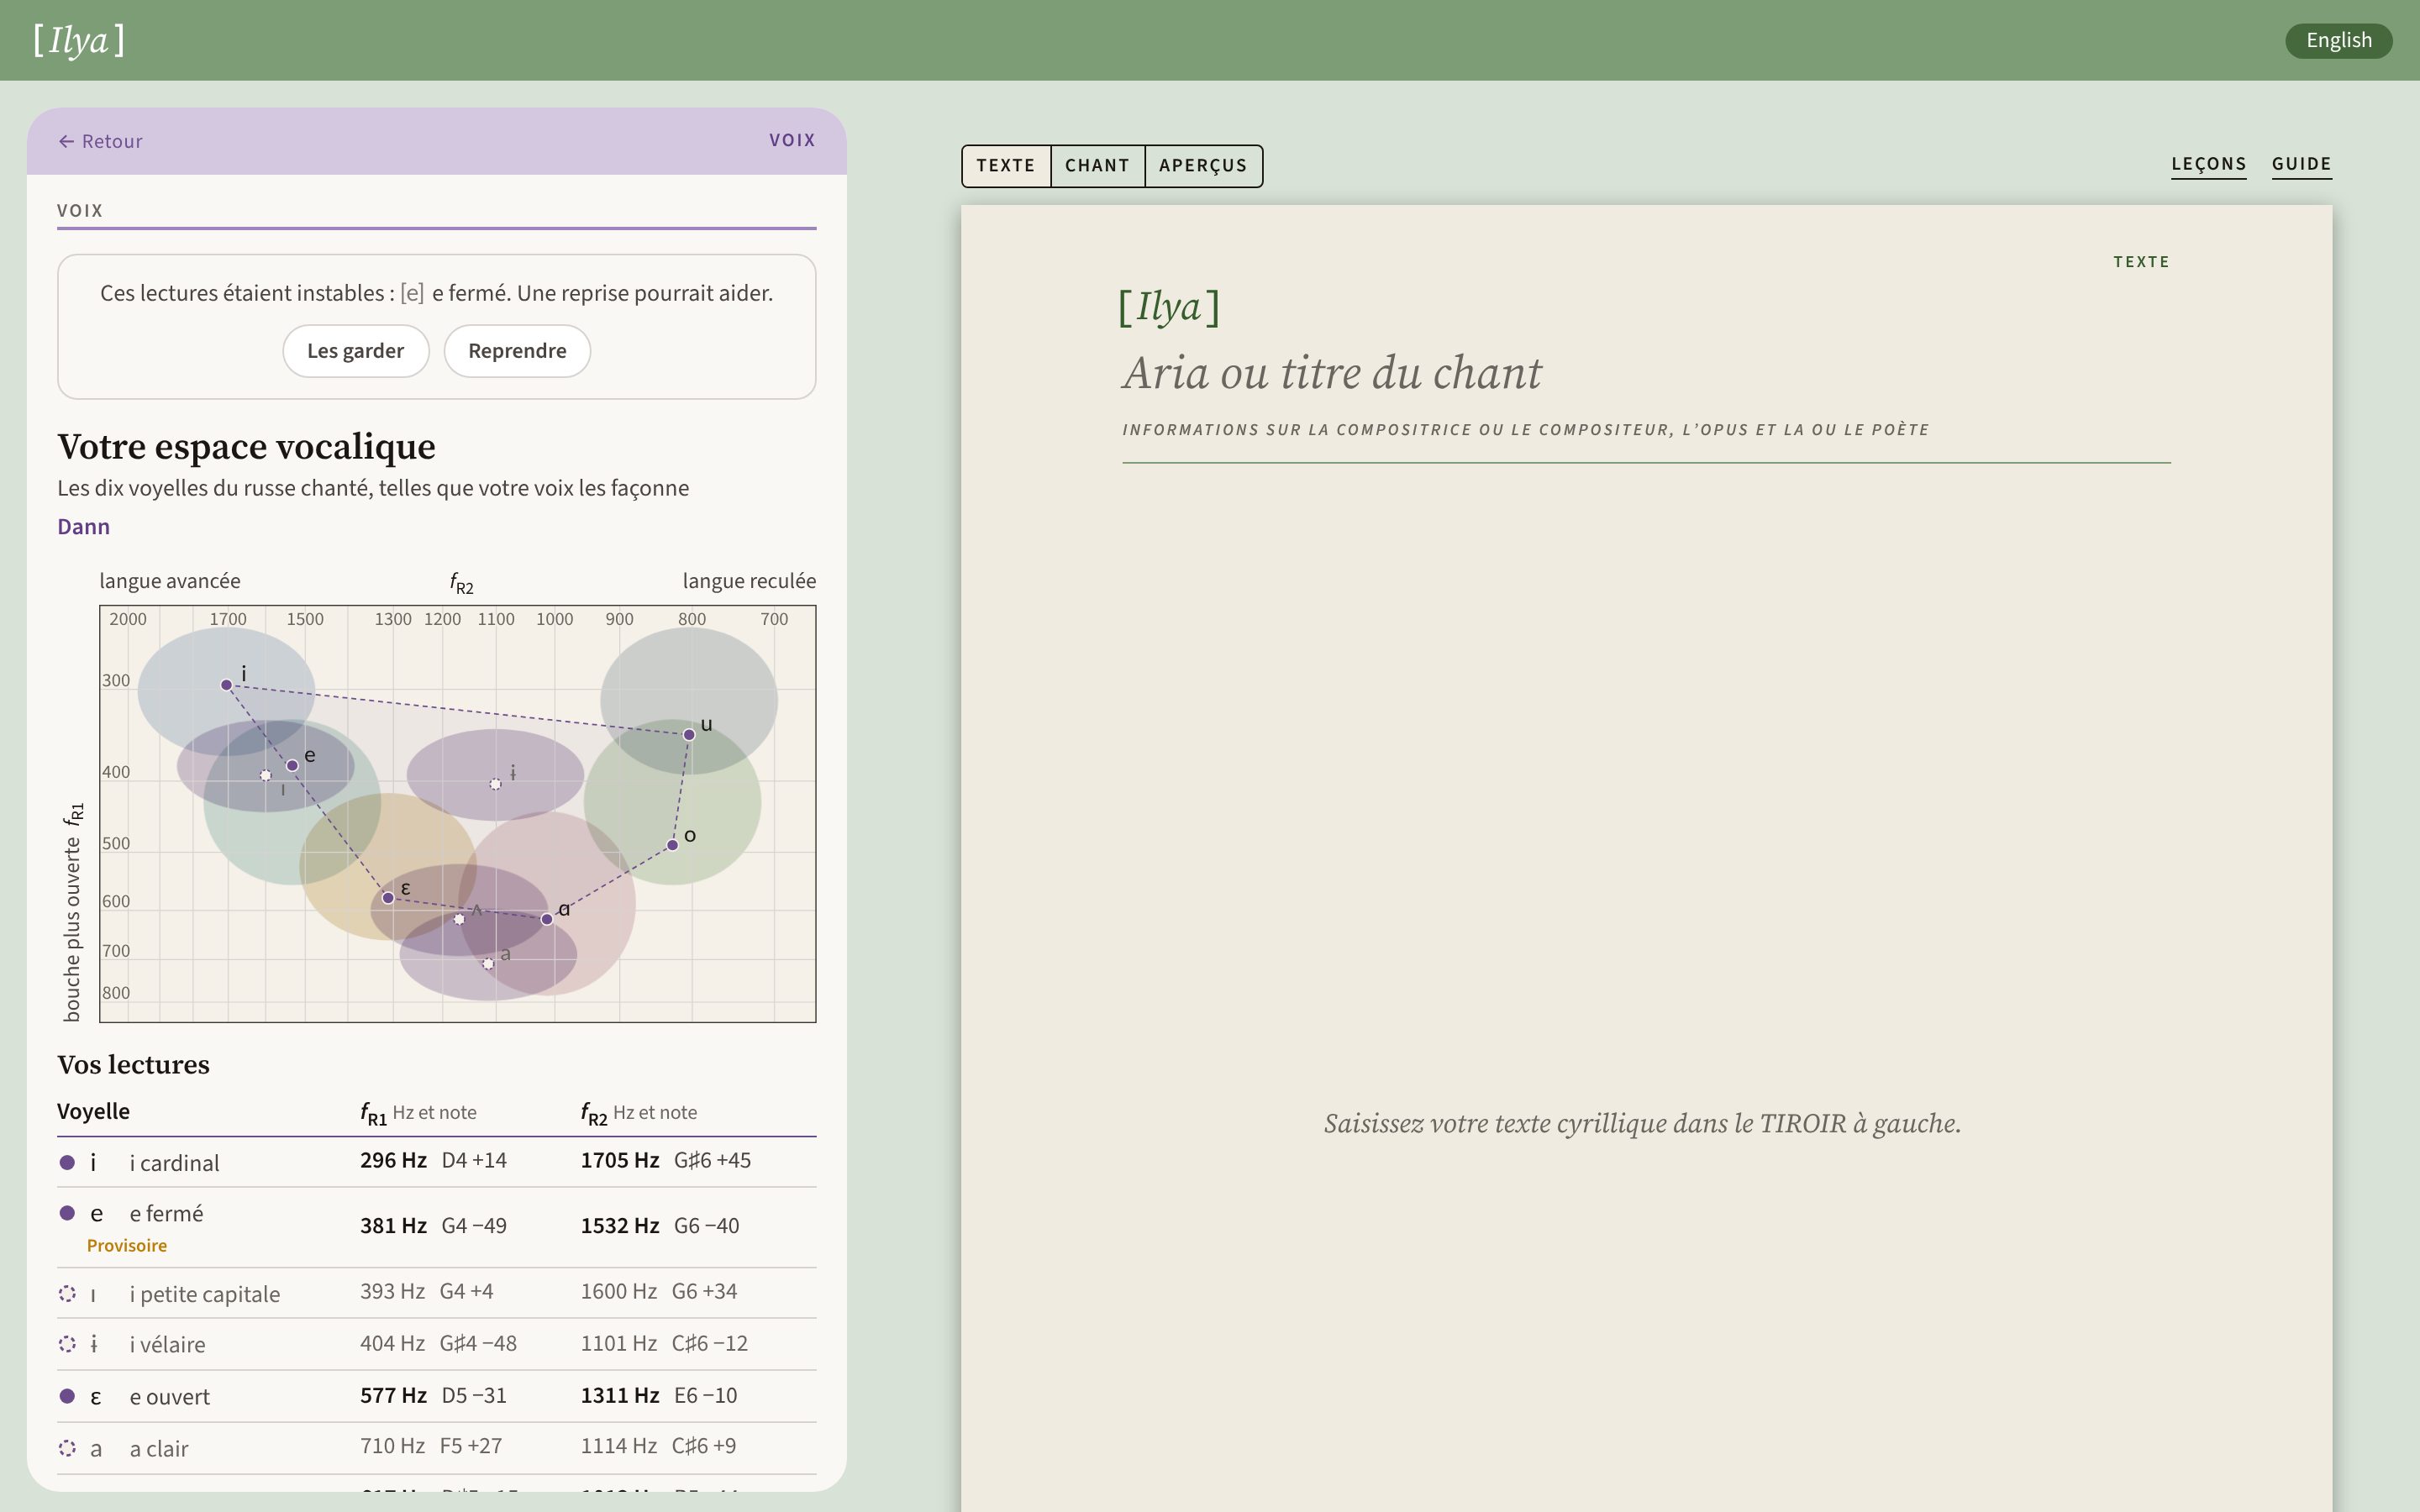 [Ilya]
English
← Retour
VOIX
VOIX
Ces lectures étaient instables : [e] e fermé. Une reprise pourrait aider.
Les garder
Reprendre
Votre espace vocalique
Les dix voyelles du russe chanté, telles que votre voix les façonne
Dann
langue avancée
fR2
langue reculée
2000 1700 1500 1300 1200 1100 1000 900 800 700
300
400
500
600
700
800
bouche plus ouverte fR1
i
u
e
ɨ
ı
o
ɛ
ʌ
ɑ
a
Vos lectures
Voyelle fR1 Hz et note fR2 Hz et note
i i cardinal 296 Hz D4 +14 1705 Hz G♯6 +45
e e fermé 381 Hz G4 −49 1532 Hz G6 −40
Provisoire
ı i petite capitale 393 Hz G4 +4 1600 Hz G6 +34
ɨ i vélaire 404 Hz G♯4 −48 1101 Hz C♯6 −12
ɛ e ouvert 577 Hz D5 −31 1311 Hz E6 −10
a a clair 710 Hz F5 +27 1114 Hz C♯6 +9
TEXTE CHANT APERÇUS
LEÇONS GUIDE
TEXTE
[Ilya]
Aria ou titre du chant
INFORMATIONS SUR LA COMPOSITRICE OU LE COMPOSITEUR, L’OPUS ET LA OU LE POÈTE
Saisissez votre texte cyrillique dans le TIROIR à gauche.